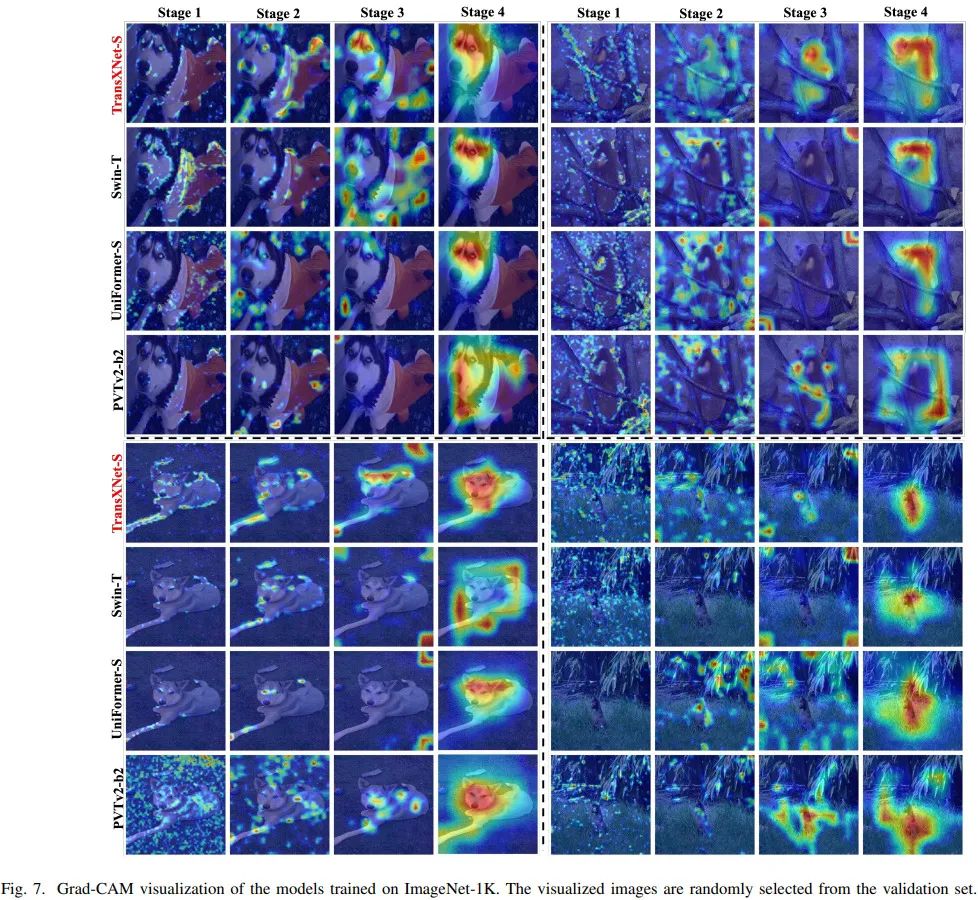 Stage 1 Stage 2 Stage 3 Stage 4 Stage 1 Stage 2 Stage 3 Stage 4
TransXNet-S
Swin-T
UniFormer-S
PVTv2-b2
TransXNet-S
Swin-T
UniFormer-S
PVTv2-b2
Fig. 7. Grad-CAM visualization of the models trained on ImageNet-1K. The visualized images are randomly selected from the validation set.